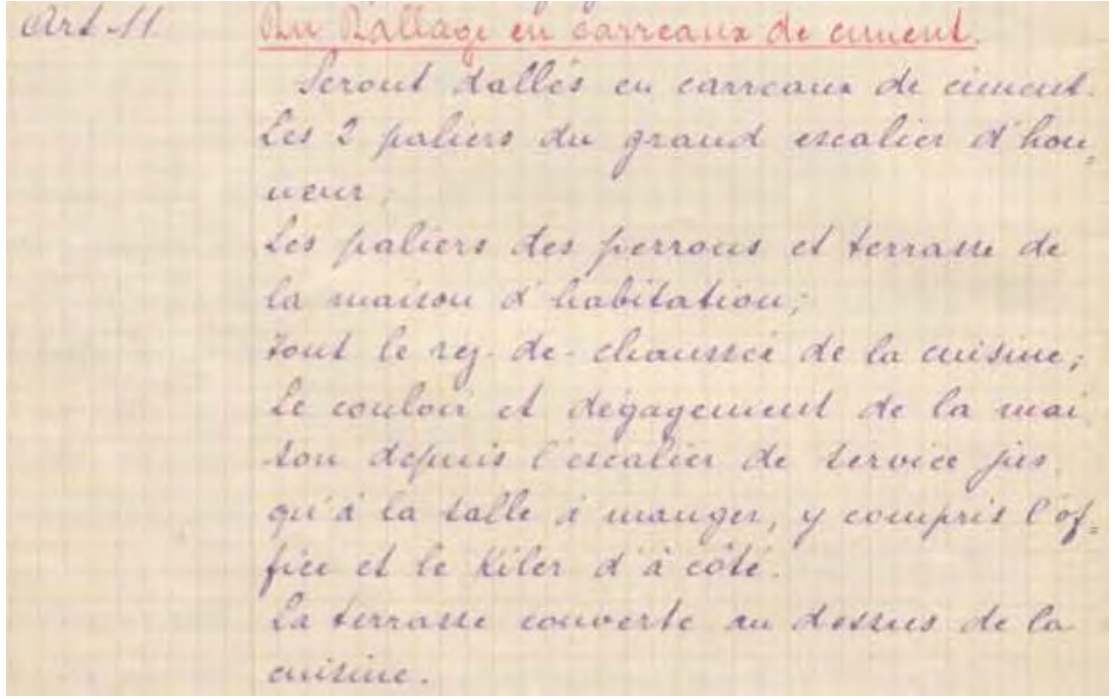 Art 11. Du Dallage en carreaux de ciment.
Seront dallés en carreaux de ciment.
Les 2 paliers du grand escalier d'hon=
neur;
Les paliers des perrons et terrasse de
la maison d'habitation;
Tout le rez-de-chaussée de la cuisine;
Le couloir et dégagement de la mai
son depuis l'escalier de service jus
qu'à la salle à manger, y compris l'of=
fice et le Kiler d'à côté.
La terrasse couverte au dessus de la
cuisine.